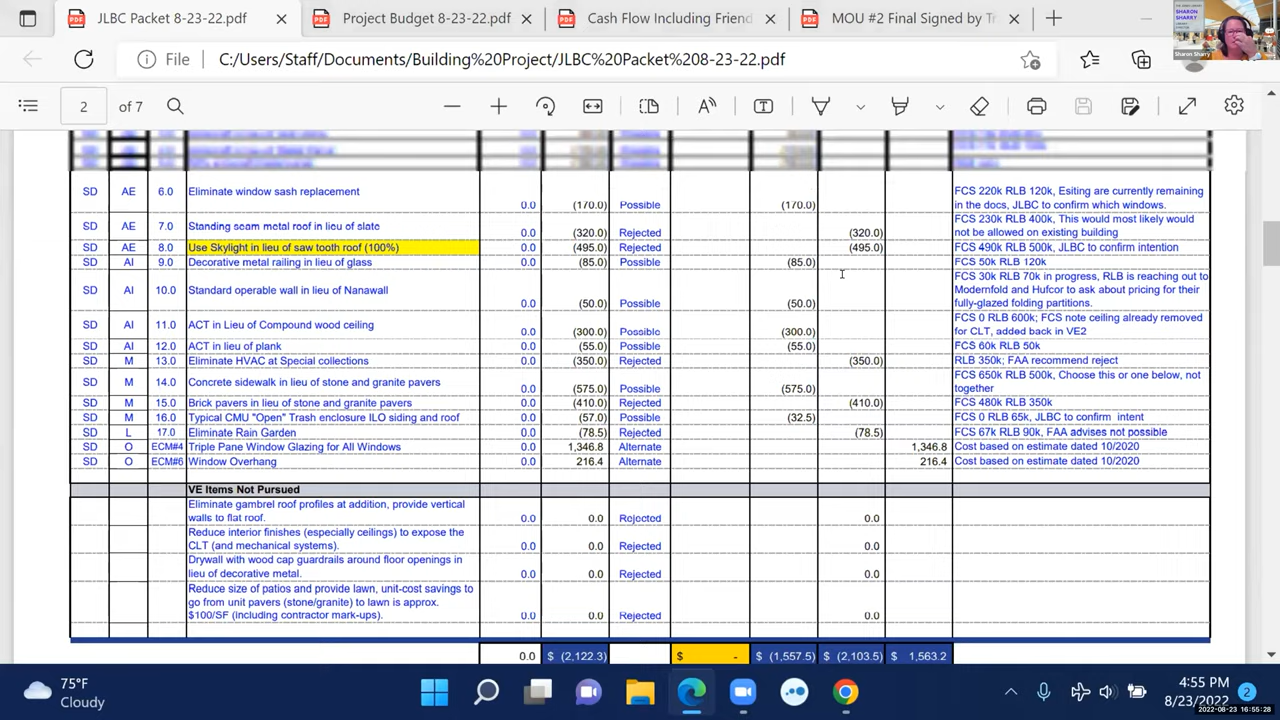 JLBC Packet 8-23-22.pdf
Project Budget 8-23-22.pdf
Cash Flow Including Frien
MOU #2 Final Signed by Tr
SHARON SHARRY
Sharon Sharry
File C:/Users/Staff/Documents/Building%20Project/JLBC%20Packet%208-23-22.pdf
2 of 7
SD AE 6.0 Eliminate window sash replacement 0.0 (170.0) Possible (170.0) FCS 220k RLB 120k, Esiting are currently remaining
in the docs, JLBC to confirm which windows.
SD AE 7.0 Standing seam metal roof in lieu of slate 0.0 (320.0) Rejected (320.0) FCS 230k RLB 400k, This would most likely would
not be allowed on existing building
SD AE 8.0 Use Skylight in lieu of saw tooth roof (100%) 0.0 (495.0) Rejected (495.0) FCS 490k RLB 500k, JLBC to confirm intention
SD AI 9.0 Decorative metal railing in lieu of glass 0.0 (85.0) Possible (85.0) FCS 50k RLB 120k
SD AI 10.0 Standard operable wall in lieu of Nanawall 0.0 (50.0) Possible (50.0) FCS 30k RLB 70k in progress, RLB is reaching out to
Modernfold and Hufcor to ask about pricing for their
fully-glazed folding partitions.
SD AI 11.0 ACT in Lieu of Compound wood ceiling 0.0 (300.0) Possible (300.0) FCS 0 RLB 600k; FCS note ceiling already removed
for CLT, added back in VE2
SD AI 12.0 ACT in lieu of plank 0.0 (55.0) Possible (55.0) FCS 60k RLB 50k
SD M 13.0 Eliminate HVAC at Special collections 0.0 (350.0) Rejected (350.0) RLB 350k; FAA recommend reject
SD M 14.0 Concrete sidewalk in lieu of stone and granite pavers 0.0 (575.0) Possible (575.0) FCS 650k RLB 500k, Choose this or one below, not
together
SD M 15.0 Brick pavers in lieu of stone and granite pavers 0.0 (410.0) Rejected (410.0) FCS 480k RLB 350k
SD M 16.0 Typical CMU "Open" Trash enclosure ILO siding and roof 0.0 (57.0) Possible (32.5) FCS 0 RLB 65k, JLBC to confirm intent
SD L 17.0 Eliminate Rain Garden 0.0 (78.5) Rejected (78.5) FCS 67k RLB 90k, FAA advises not possible
SD O ECM#4 Triple Pane Window Glazing for All Windows 0.0 1,346.8 Alternate 1,346.8 Cost based on estimate dated 10/2020
SD O ECM#6 Window Overhang 0.0 216.4 Alternate 216.4 Cost based on estimate dated 10/2020
VE Items Not Pursued
Eliminate gambrel roof profiles at addition, provide vertical
walls to flat roof. 0.0 0.0 Rejected 0.0
Reduce interior finishes (especially ceilings) to expose the
CLT (and mechanical systems). 0.0 0.0 Rejected 0.0
Drywall with wood cap guardrails around floor openings in
lieu of decorative metal. 0.0 0.0 Rejected 0.0
Reduce size of patios and provide lawn, unit-cost savings to
go from unit pavers (stone/granite) to lawn is approx.
$100/SF (including contractor mark-ups). 0.0 0.0 Rejected 0.0
0.0 $ (2,122.3) $ - $ (1,557.5) $ (2,103.5) $ 1,563.2
75°F
Cloudy
4:55 PM
8/23/2022
2
2022-08-23 16:55:28